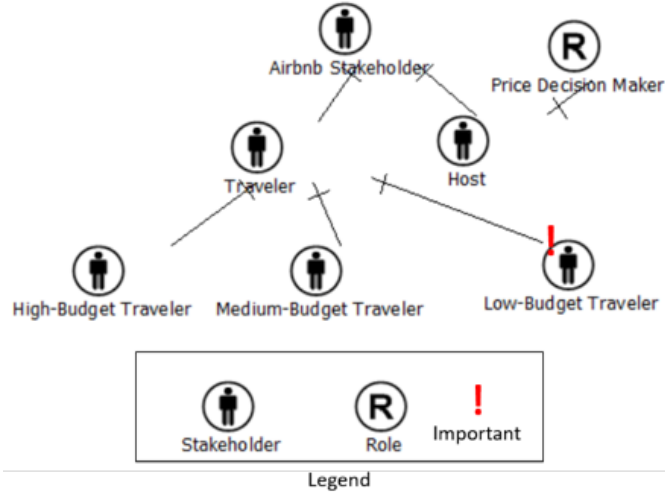 Airbnb Stakeholder
R
Price Decision Maker
Traveler
Host
!
High-Budget Traveler
Medium-Budget Traveler
Low-Budget Traveler
R
!
Stakeholder
Role
Important
Legend